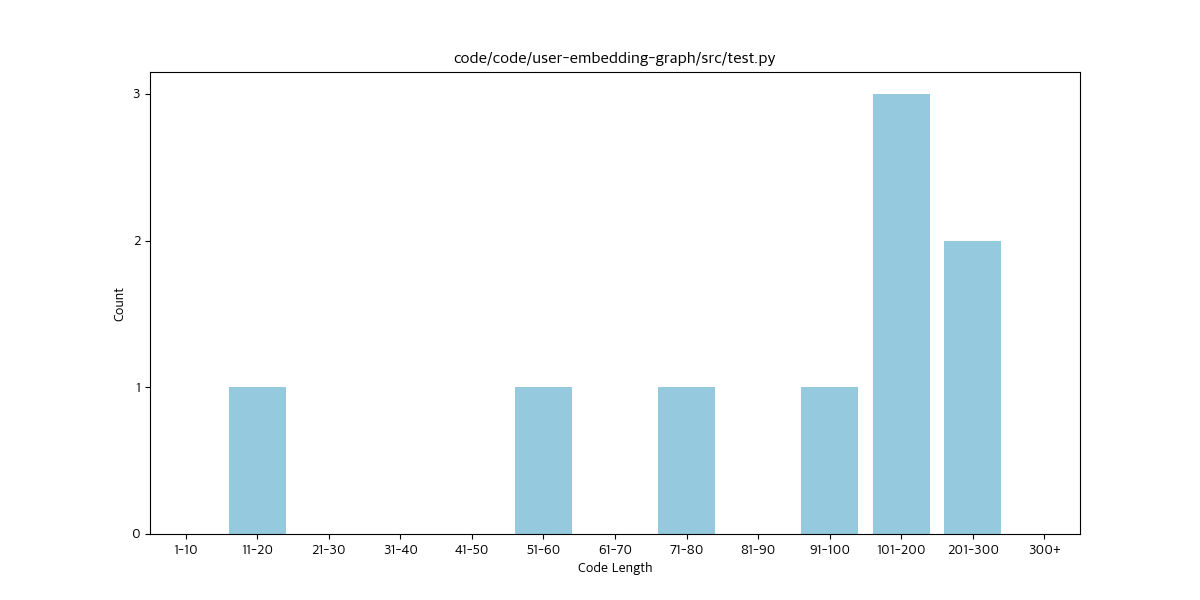 code/code/user-embedding-graph/src/test.py
3
2
1
0
Count
1-10 11-20 21-30 31-40 41-50 51-60 61-70 71-80 81-90 91-100 101-200 201-300 300+
Code Length